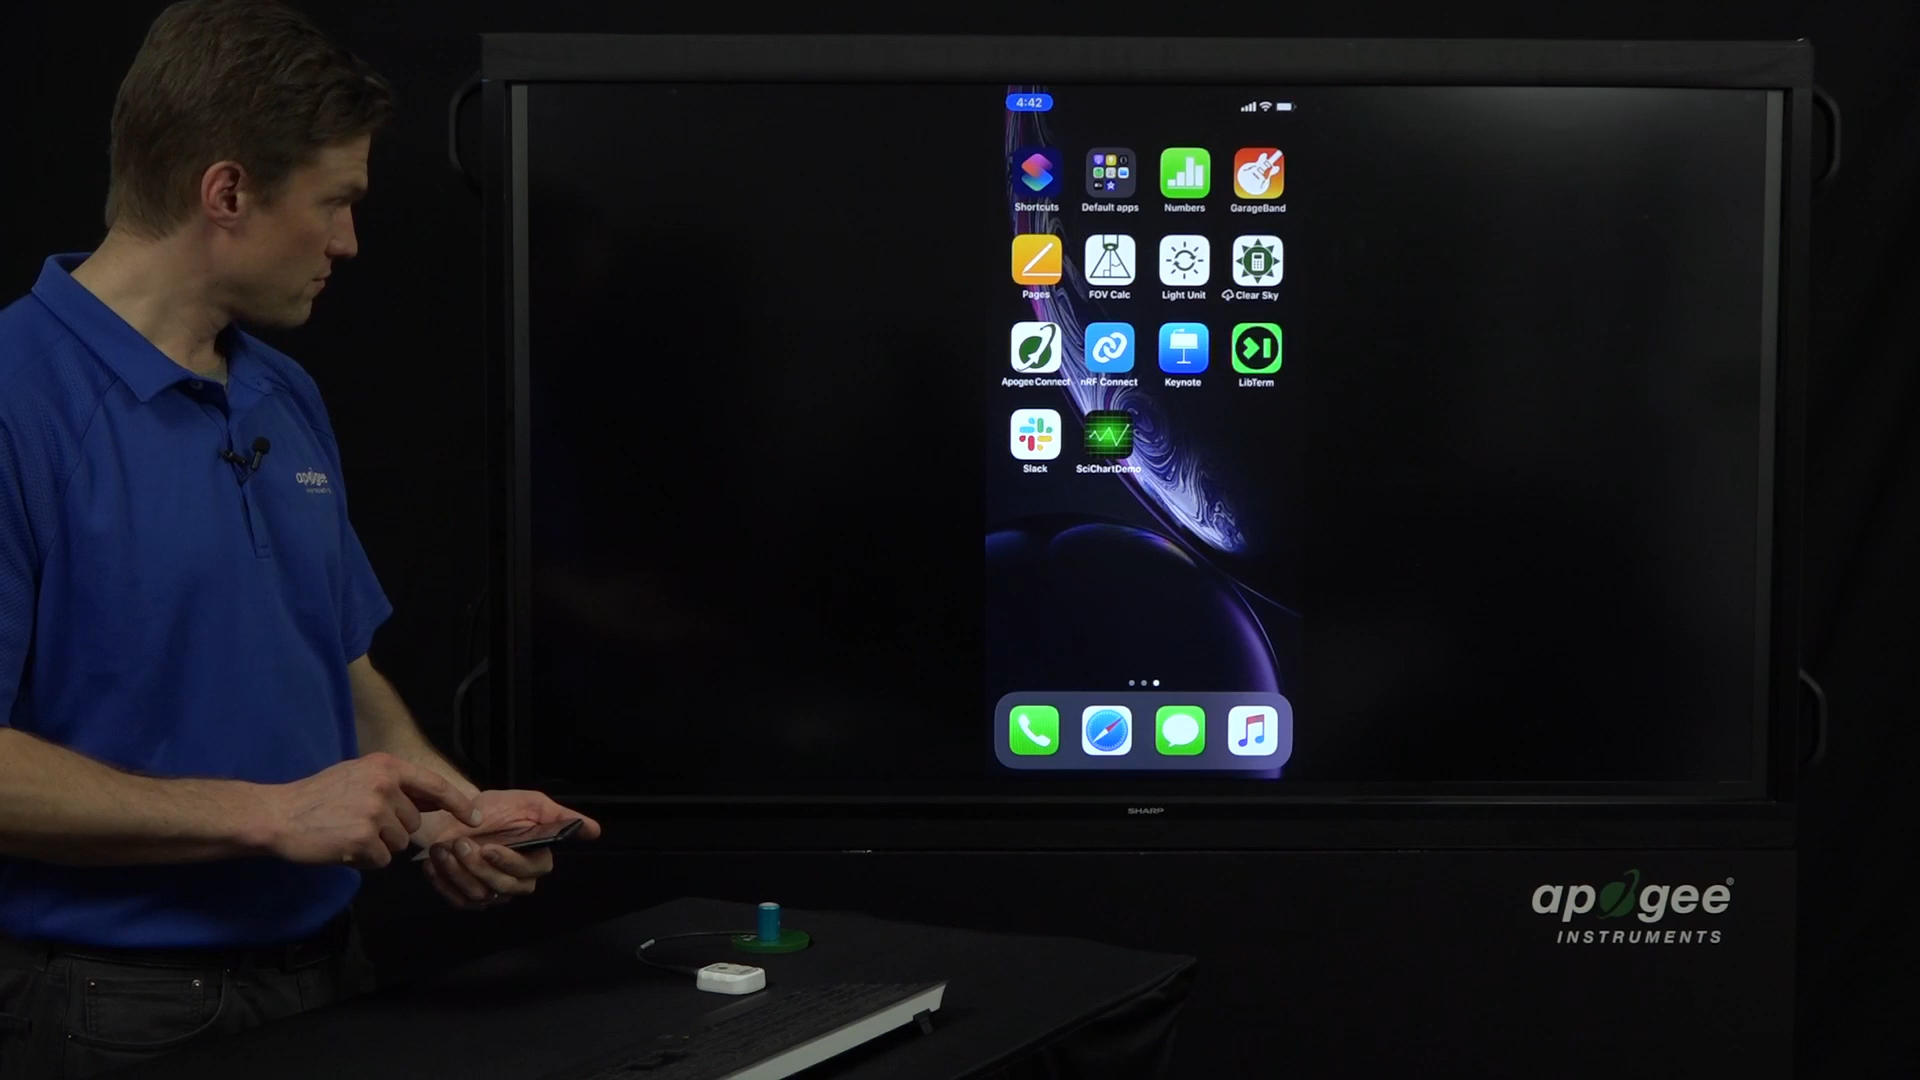 4:42
Shortcuts
Default apps
Numbers
GarageBand
Pages
FOV Calc
Light Unit
Clear Sky
Apogee Connect
nRF Connect
Keynote
LibTerm
Slack
SciChartDemo
SHARP
apogee
apogee®
INSTRUMENTS